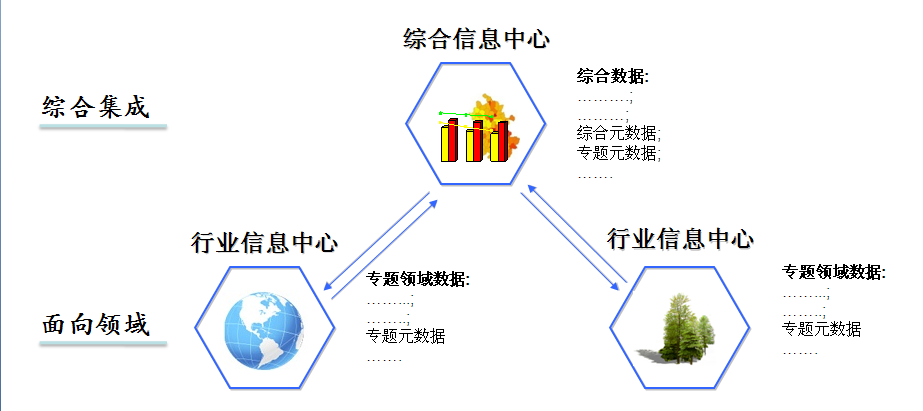 综合信息中心
综合数据:
………;
………;
综合元数据;
专题元数据;
…….
综合集成
行业信息中心
专题领域数据:
……..;
…….;
专题元数据
…….
行业信息中心
专题领域数据:
……..;
…….;
专题元数据
…….
面向领域